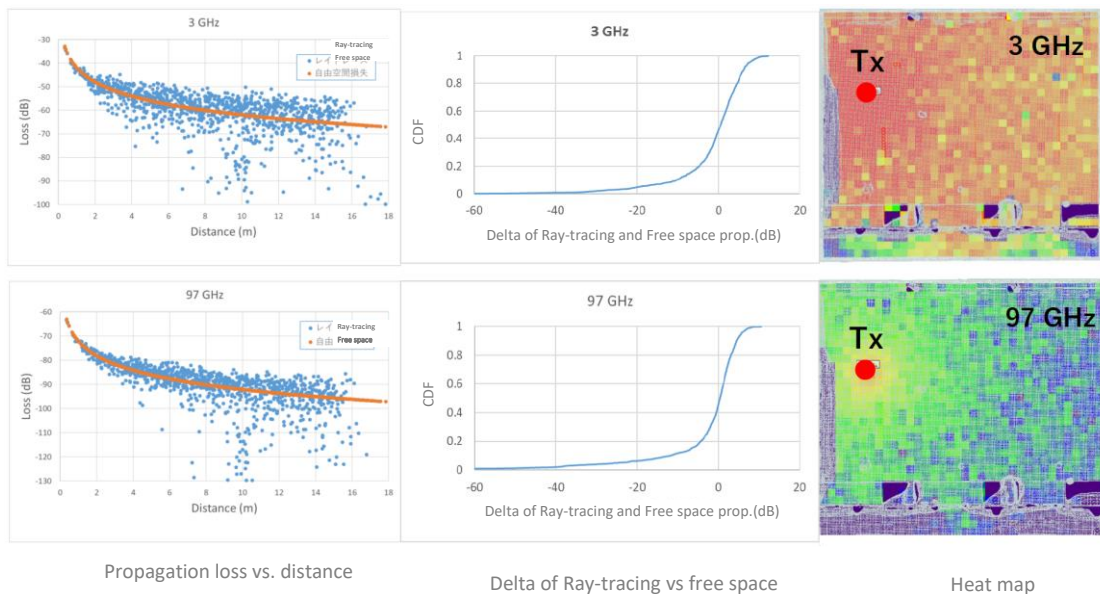 3 GHz
-30
-40
-50
-60
-70
-80
-90
-100
Loss (dB)
0 2 4 6 8 10 12 14 16 18
Distance (m)
Ray-tracing
Free space
自由空間損失
3 GHz
1
0.8
0.6
0.4
0.2
0
CDF
-60 -40 -20 0 20
Delta of Ray-tracing and Free space prop.(dB)
3 GHz
Tx
97 GHz
-60
-70
-80
-90
-100
-110
-120
-130
Loss (dB)
0 2 4 6 8 10 12 14 16 18
Distance (m)
レイ Ray-tracing
自由 Free space
97 GHz
1
0.8
0.6
0.4
0.2
0
CDF
-60 -40 -20 0 20
Delta of Ray-tracing and Free space prop.(dB)
97 GHz
Tx
Propagation loss vs. distance
Delta of Ray-tracing vs free space
Heat map